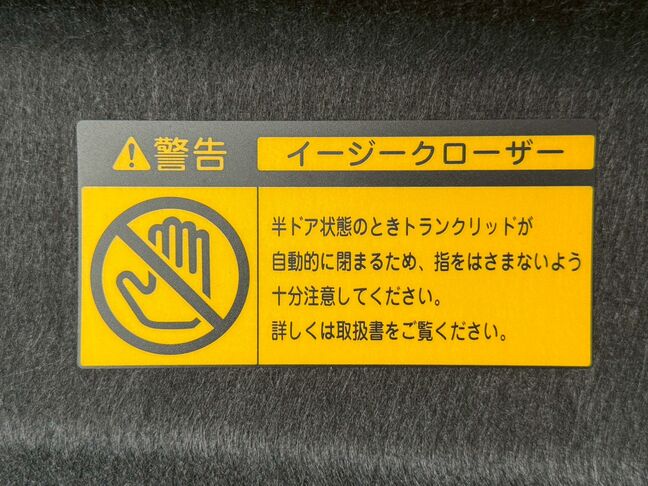 警告
イージークローザー
半ドア状態のときトランクリッドが
自動的に閉まるため、指をはさまないよう
十分注意してください。
詳しくは取扱書をご覧ください。